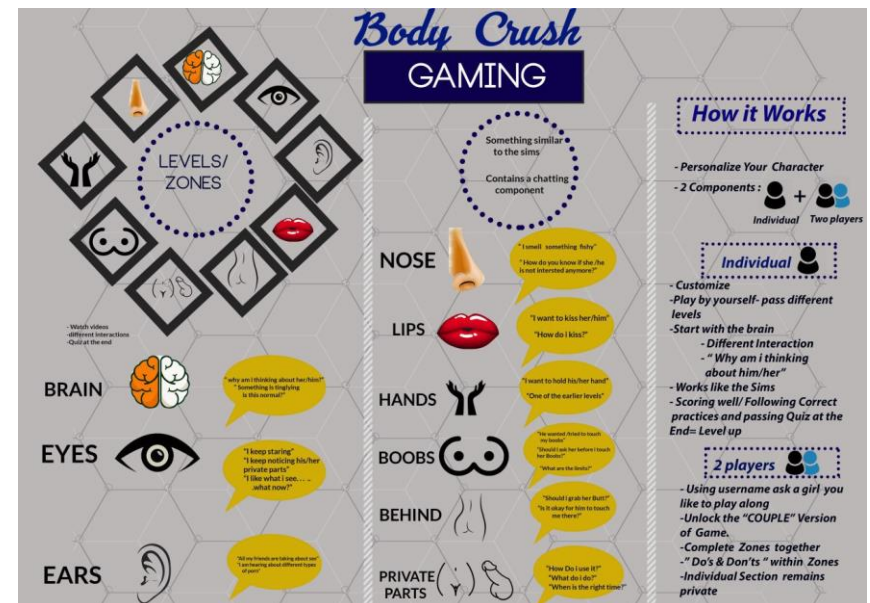 Body Crush
GAMING
LEVELS/
ZONES
- Watch videos
-different interactions
-Quiz at the end
BRAIN
"why am i thinking about her/him?"
" Something is tinglying
is this normal?"
EYES
"I keep staring"
"I keep noticing his/her
private parts"
"I like what i see. . . . .
.what now?"
EARS
"All my friends are taking about sex"
"I am hearing about different types
of porn"
Something similar
to the sims
Contains a chatting
component
NOSE
"I smell something fishy"
" How do you know if she /he
is not intersted anymore?"
LIPS
"I want to kiss her/him"
"How do i kiss?"
HANDS
"I want to hold his/her hand"
"One of the earlier levels"
BOOBS
"He wanted /tried to touch
my boobs"
"Should I ask her before i touch
her Boobs?"
"What are the limits?"
BEHIND
"Should I grab her Butt?"
"Is it okay for him to touch
me there?"
PRIVATE
PARTS
"How Do i use it?"
"What do i do?"
"When is the right time?"
How it Works
- Personalize Your Character
- 2 Components :
+
Individual
Two players
Individual
- Customize
-Play by yourself- pass different
levels
-Start with the brain
- Different Interaction
- " Why am i thinking
about him/her"
- Works like the Sims
- Scoring well/ Following Correct
practices and passing Quiz at the
End= Level up
2 players
- Using username ask a girl you
like to play along
-Unlock the "COUPLE" Version
of Game.
-Complete Zones together
-" Do's & Don'ts " within Zones
-Individual Section remains
private